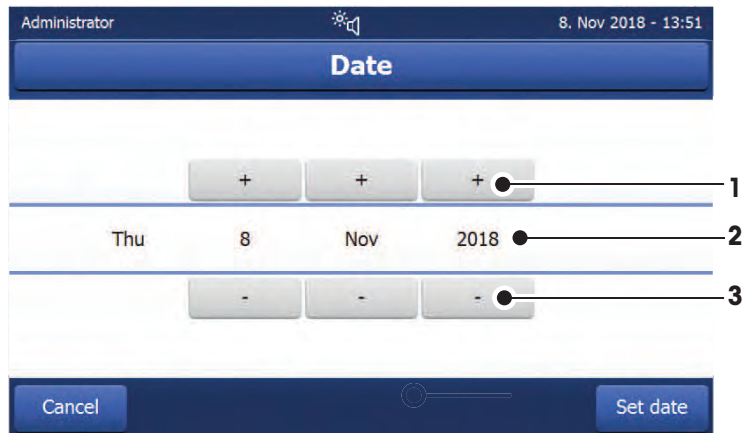 Administrator 8. Nov 2018 - 13:51
Date
+ + + 1
Thu 8 Nov 2018 2
- - - 3
Cancel Set date